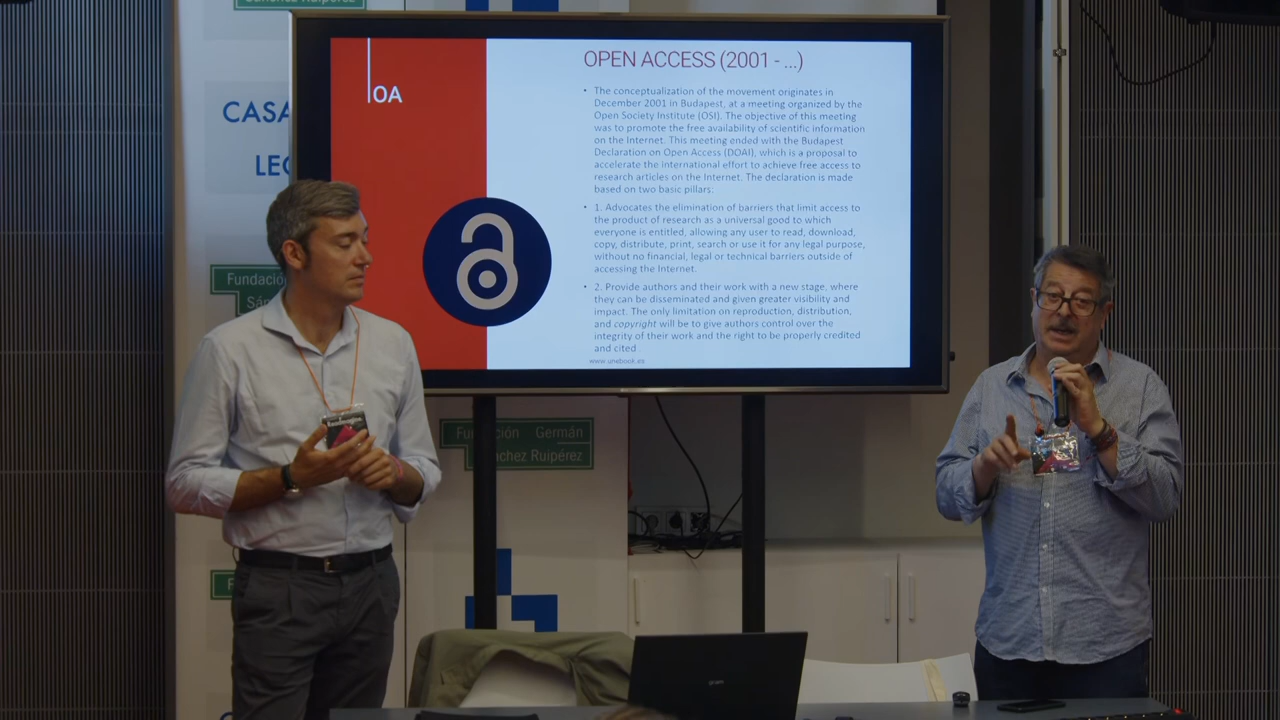 Sánchez Ruipérez
CASA
LEC
Fundación
Sán
OA
OPEN ACCESS (2001 - ...)
• The conceptualization of the movement originates in
December 2001 in Budapest, at a meeting organized by the
Open Society Institute (OSI). The objective of this meeting
was to promote the free availability of scientific information
on the Internet. This meeting ended with the Budapest
Declaration on Open Access (DOAI), which is a proposal to
accelerate the international effort to achieve free access to
research articles on the Internet. The declaration is made
based on two basic pillars:
• 1. Advocates the elimination of barriers that limit access to
the product of research as a universal good to which
everyone is entitled, allowing any user to read, download,
copy, distribute, print, search or use it for any legal purpose,
without no financial, legal or technical barriers outside of
accessing the Internet.
• 2. Provide authors and their work with a new stage, where
they can be disseminated and given greater visibility and
impact. The only limitation on reproduction, distribution,
and copyright will be to give authors control over the
integrity of their work and the right to be properly credited
and cited
www.unebook.es
Readmagine
Fundación Germán
Sánchez Ruipérez
F
gram